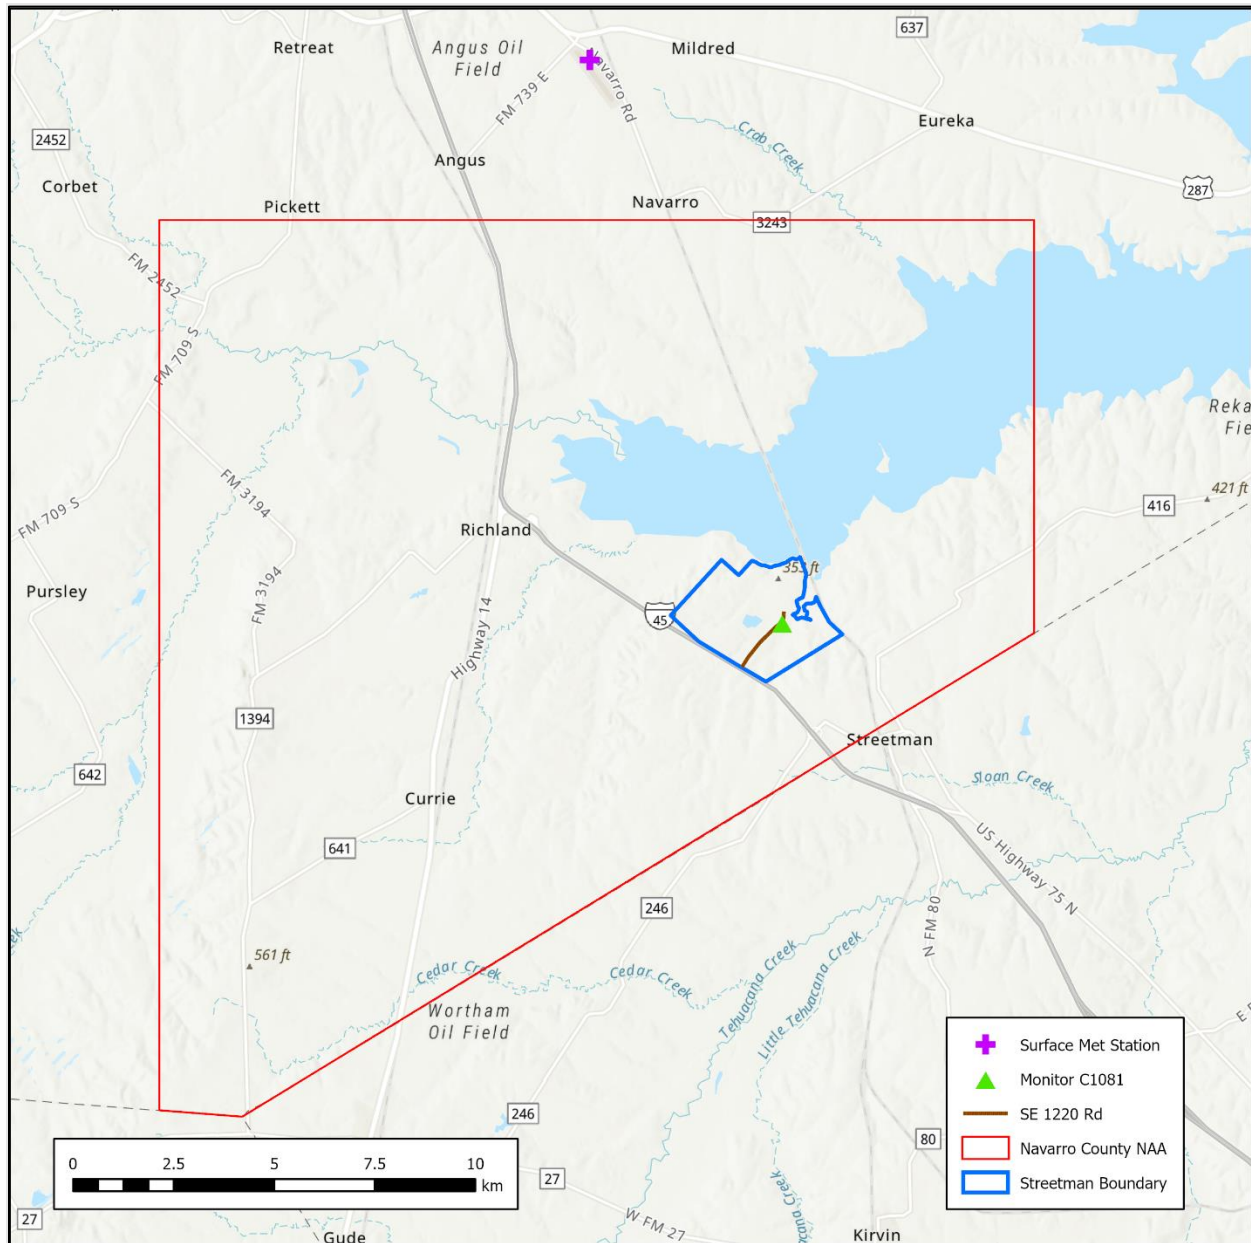 637
Retreat
Angus Oil
Field
Mildred
Navarro Rd
FM 739 E
Eureka
2452
Crab Creek
Angus
Corbet
287
Pickett
Navarro
3243
FM 2452
FM 709 S
421 ft
416
FM 3194
FM 709 S
Richland
353 ft
Pursley
FM 3194
45
Highway 14
1394
Streetman
642
Sloan Creek
Currie
641
US Highway 75 N
246
N FM 80
561 ft
Cedar Creek
Cedar Creek
Tehuacana Creek
Little Tehuacana Creek
Wortham
Oil Field
Surface Met Station
Monitor C1081
SE 1220 Rd
Navarro County NAA
Streetman Boundary
246
80
0 2.5 5 7.5 10
km
27
27
W FM 27
Gude
Kirvin